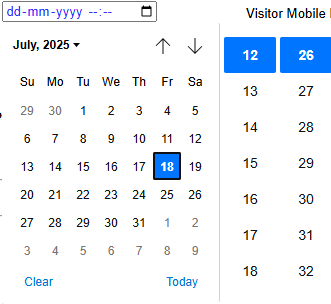 dd-mm-yyyy --:--
Visitor Mobile
July, 2025
Su Mo Tu We Th Fr Sa
29 30 1 2 3 4 5
6 7 8 9 10 11 12
13 14 15 16 17 18 19
20 21 22 23 24 25 26
27 28 29 30 31 1 2
3 4 5 6 7 8 9
Clear Today
12 26
13 27
14 28
15 29
16 30
17 31
18 32